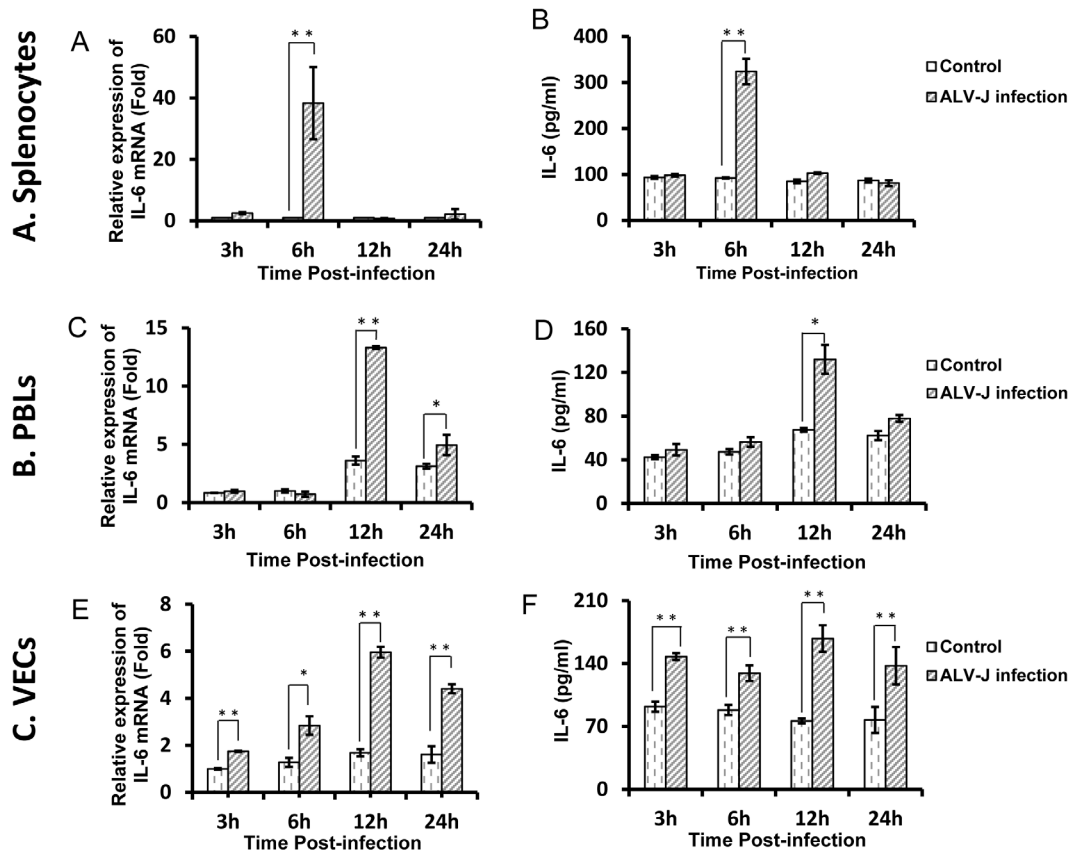 A. Splenocytes
A
Relative expression of
IL-6 mRNA (Fold)
60
40
20
0
* *
3h 6h 12h 24h
Time Post-infection
B
IL-6 (pg/ml)
400
300
200
100
0
* *
3h 6h 12h 24h
Time Post-infection
Control
ALV-J infection
B. PBLs
C
Relative expression of
IL-6 mRNA (Fold)
15
10
5
0
* *
*
3h 6h 12h 24h
Time Post-infection
D
IL-6 (pg/ml)
160
120
80
40
0
*
3h 6h 12h 24h
Time Post-infection
Control
ALV-J infection
C. VECs
E
Relative expression of
IL-6 mRNA (Fold)
8
6
4
2
0
* *
*
* *
* *
3h 6h 12h 24h
Time Post-infection
F
IL-6 (pg/ml)
210
140
70
0
* *
* *
* *
* *
3h 6h 12h 24h
Time Post-infection
Control
ALV-J infection